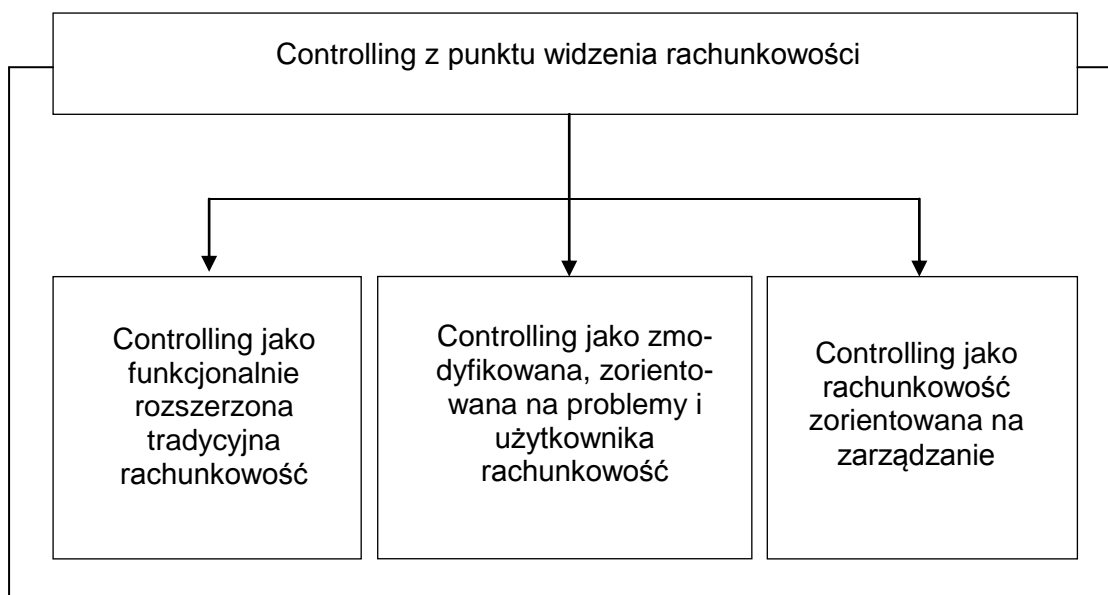 Controlling z punktu widzenia rachunkowości
Controlling jako
funkcjonalnie
rozszerzona
tradycyjna
rachunkowość
Controlling jako zmo-
dyfikowana, zoriento-
wana na problemy i
użytkownika
rachunkowość
Controlling jako
rachunkowość
zorientowana na
zarządzanie